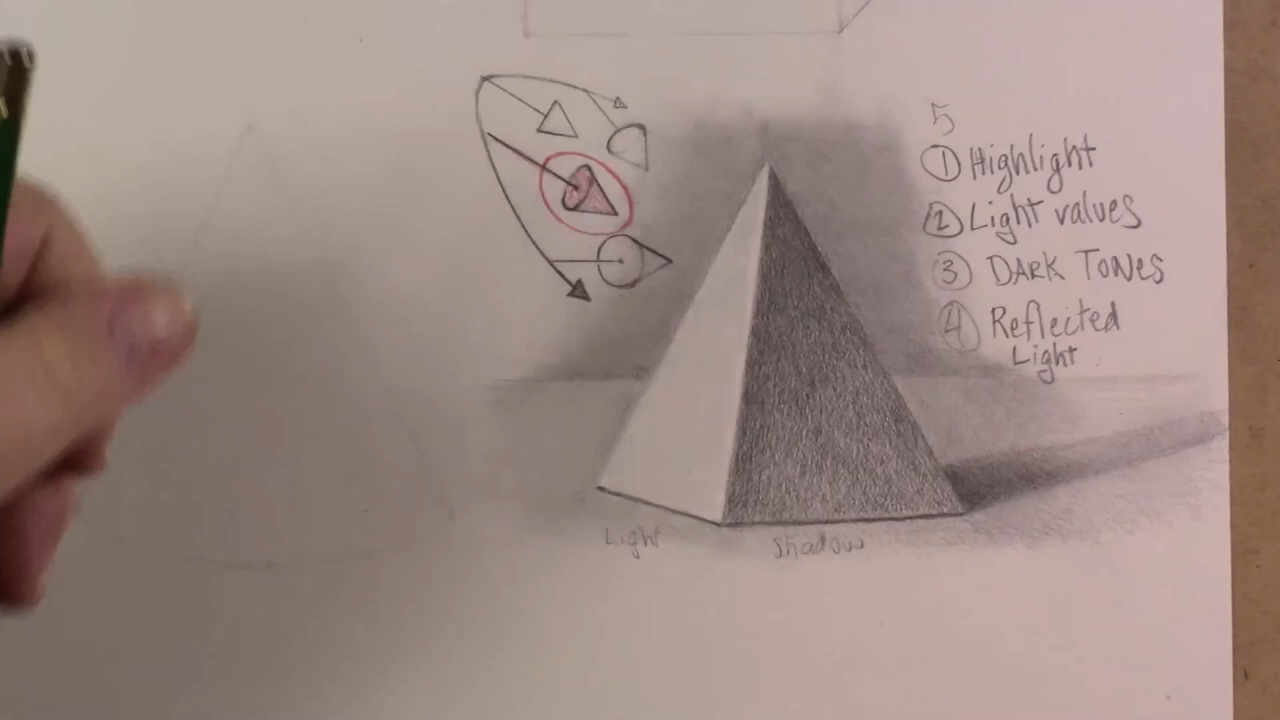 5
① Highlight
② Light values
③ DARK TONes
④ Reflected
Light
Light
Shadow